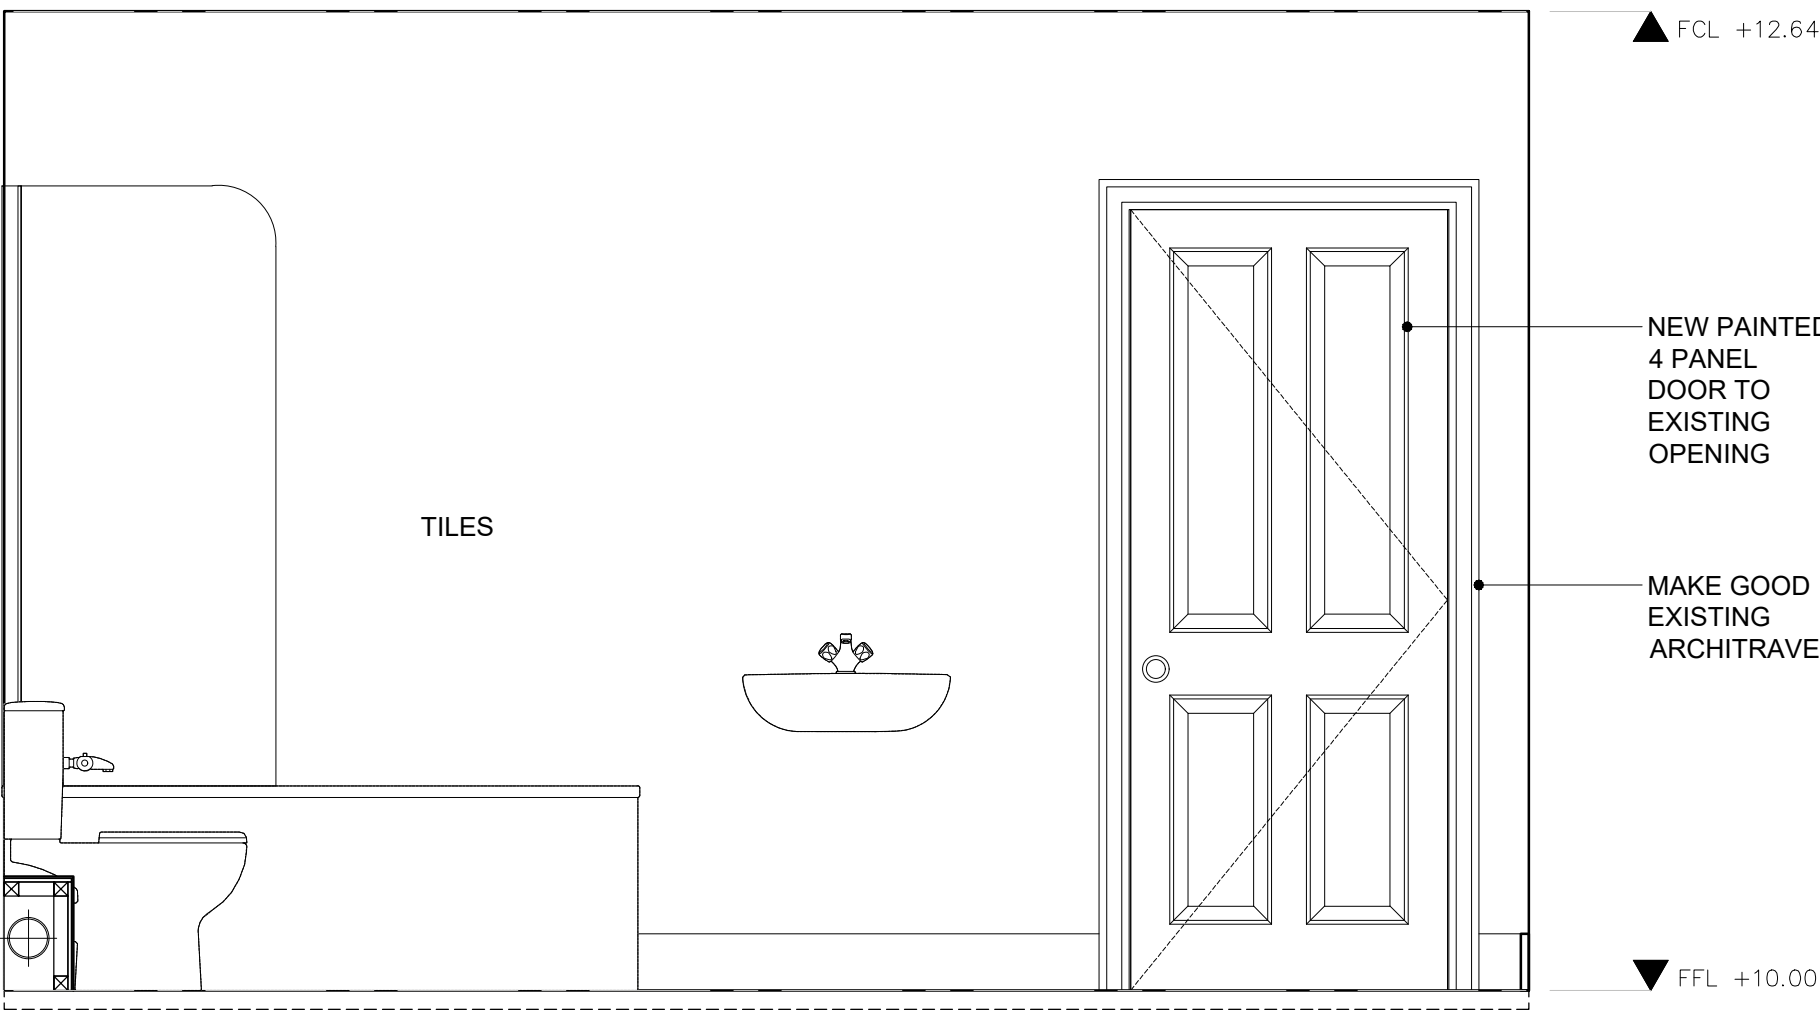 FCL +12.64
NEW PAINTED
4 PANEL
DOOR TO
EXISTING
OPENING
TILES
MAKE GOOD
EXISTING
ARCHITRAVE
FFL +10.00